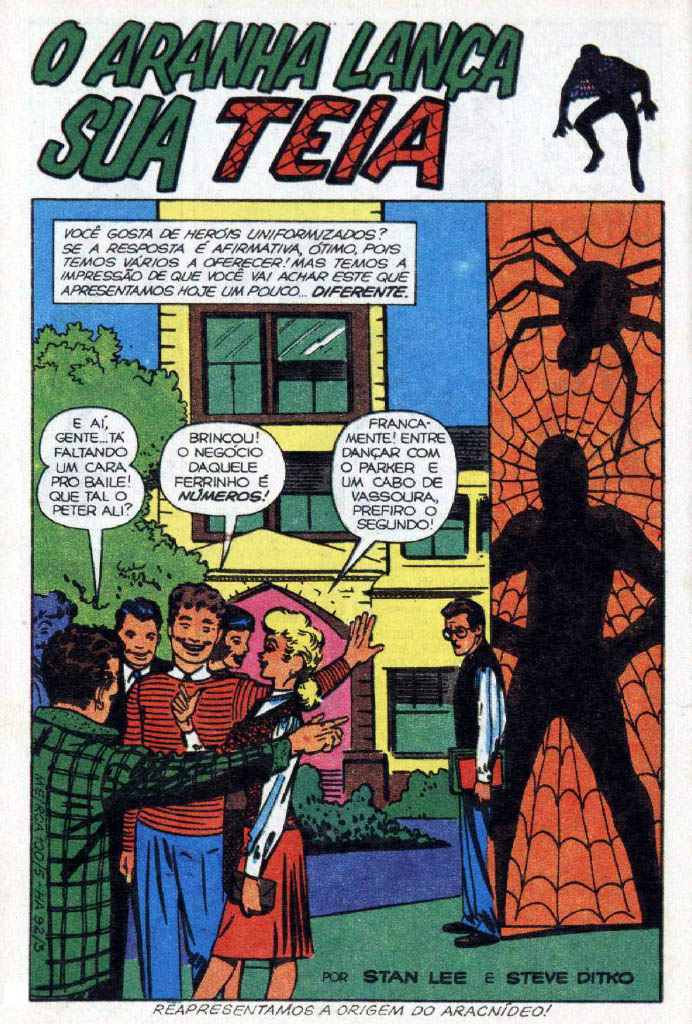 O ARANHA LANÇA
SUA TEIA
VOCÊ GOSTA DE HERÓIS UNIFORMIZADOS?
SE A RESPOSTA É AFIRMATIVA, ÓTIMO, POIS
TEMOS VÁRIOS A OFERECER! MAS TEMOS A
IMPRESSÃO DE QUE VOCÊ VAI ACHAR ESTE QUE
APRESENTAMOS HOJE UM POUCO... DIFERENTE.
E AÍ,
GENTE...TÁ
FALTANDO
UM CARA
PRO BAILE!
QUE TAL O
PETER ALI?
BRINCOU!
O NEGÓCIO
DAQUELE
FERRINHO É
NÚMEROS!
FRANCA-
MENTE! ENTRE
DANÇAR COM
O PARKER E
UM CABO DE
VASSOURA,
PREFIRO O
SEGUNDO!
POR STAN LEE E STEVE DITKO
REAPRESENTAMOS A ORIGEM DO ARACNÍDEO!